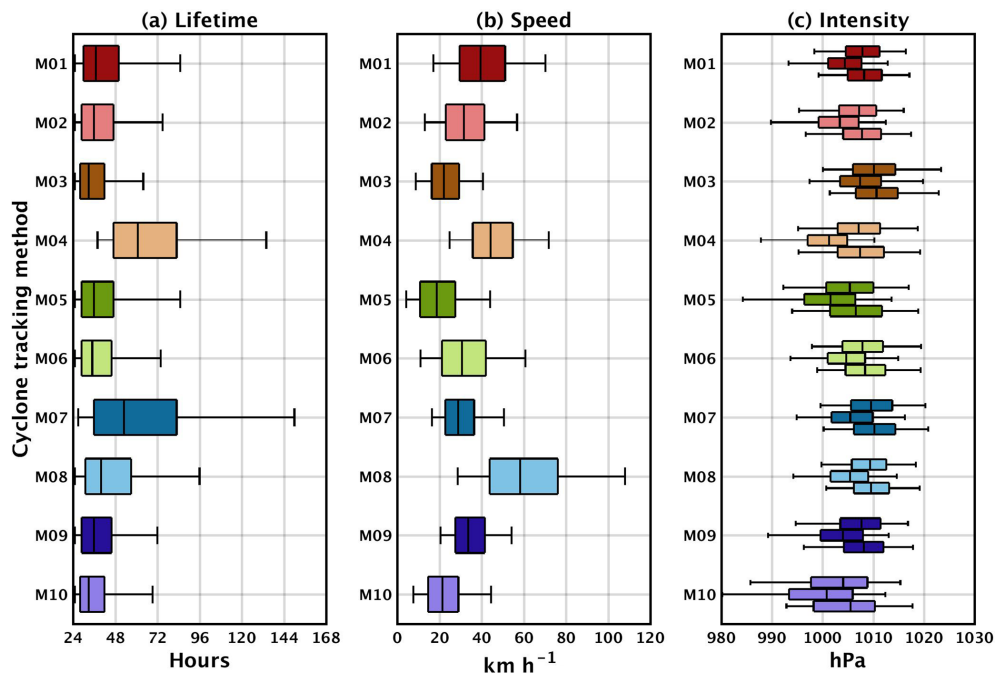 (a) Lifetime
(b) Speed
(c) Intensity
Cyclone tracking method
M01
M02
M03
M04
M05
M06
M07
M08
M09
M10
24 48 72 96 120 144 168
Hours
M01
M02
M03
M04
M05
M06
M07
M08
M09
M10
0 20 40 60 80 100 120
km h⁻¹
M01
M02
M03
M04
M05
M06
M07
M08
M09
M10
980 990 1000 1010 1020 1030
hPa